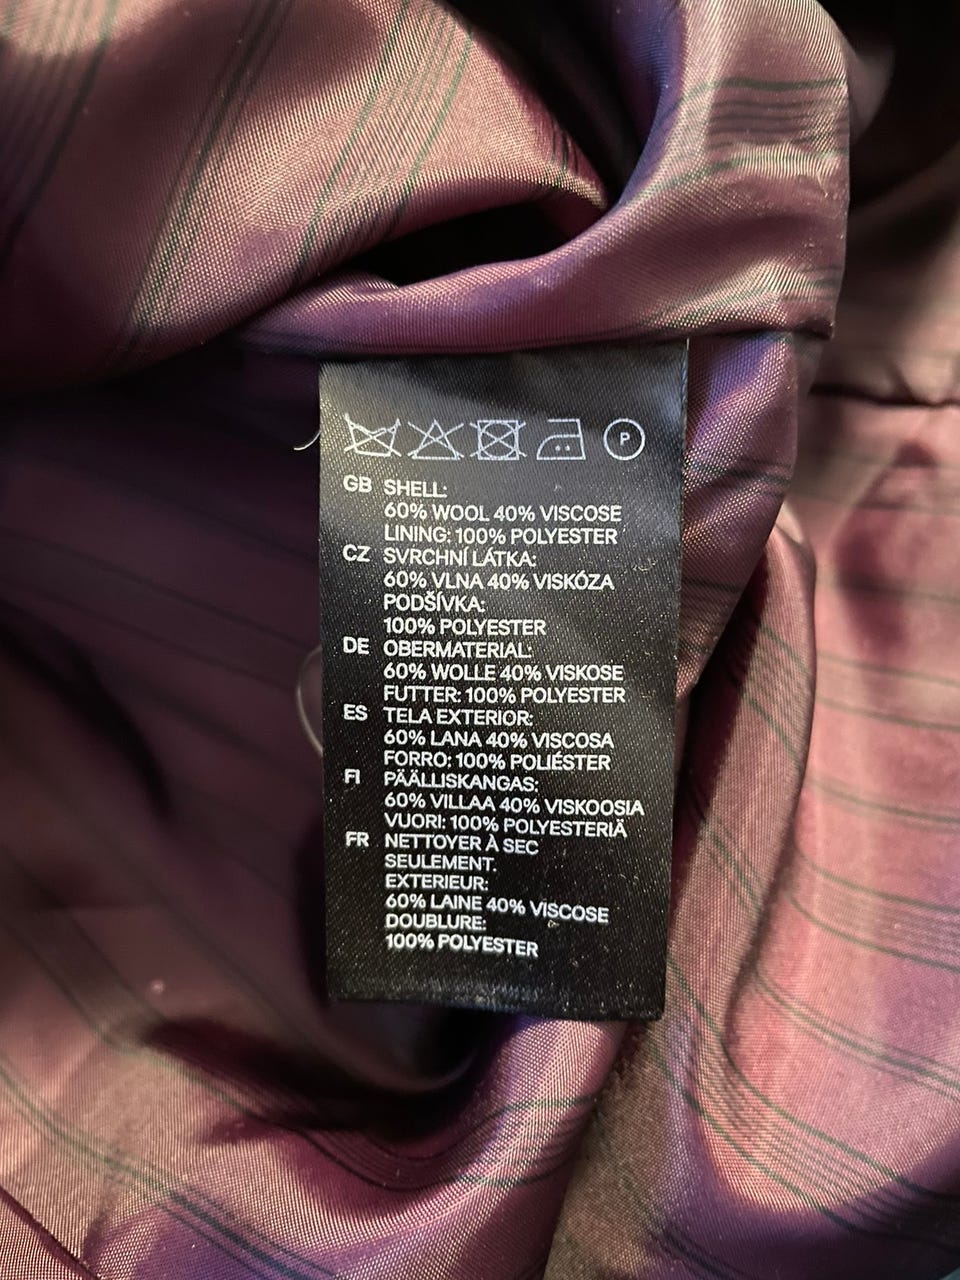 P
GB SHELL:
60% WOOL 40% VISCOSE
LINING: 100% POLYESTER
CZ SVRCHNÍ LÁTKA:
60% VLNA 40% VISKÓZA
PODŠÍVKA:
100% POLYESTER
DE OBERMATERIAL:
60% WOLLE 40% VISKOSE
FUTTER: 100% POLYESTER
ES TELA EXTERIOR:
60% LANA 40% VISCOSA
FORRO: 100% POLIÉSTER
FI PÄÄLLISKANGAS:
60% VILLAA 40% VISKOOSIA
VUORI: 100% POLYESTERIÄ
FR NETTOYER À SEC
SEULEMENT.
EXTERIEUR:
60% LAINE 40% VISCOSE
DOUBLURE:
100% POLYESTER